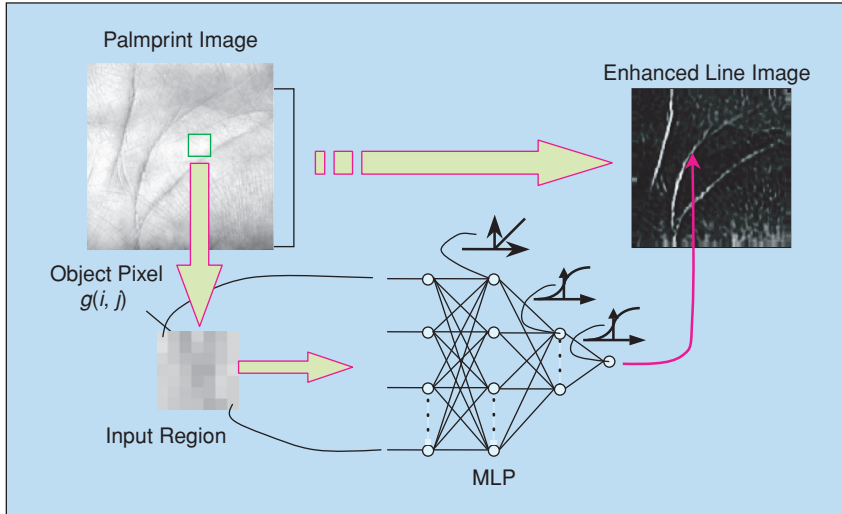 Palmprint Image
Enhanced Line Image
Object Pixel
g(i, j)
Input Region
MLP